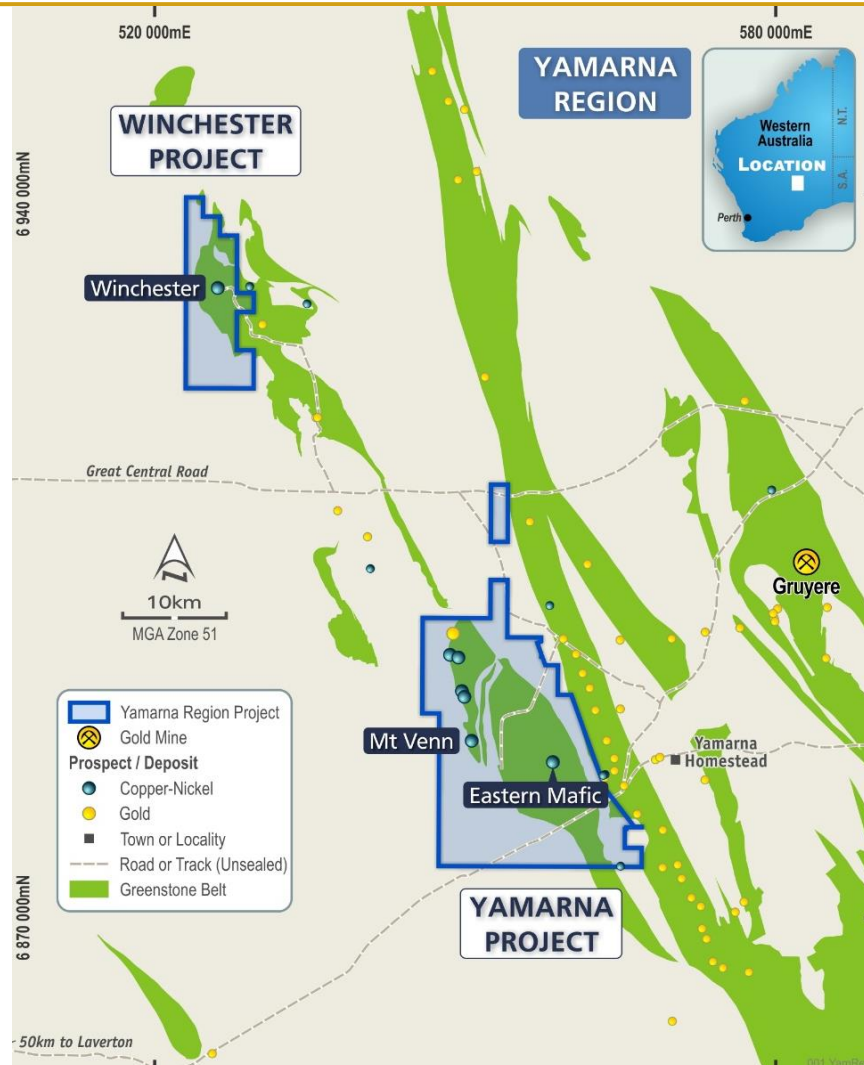 520 000mE
580 000mE
YAMARNA
REGION
WINCHESTER
PROJECT
Western
Australia
LOCATION
N.T.
S.A.
Perth
6 940 000mN
Winchester
Great Central Road
N
10km
MGA Zone 51
Gruyere
Yamarna Region Project
Gold Mine
Prospect / Deposit
Copper-Nickel
Gold
Town or Locality
Road or Track (Unsealed)
Greenstone Belt
Mt Venn
Eastern Mafic
Yamarna
Homestead
YAMARNA
PROJECT
6 870 000mN
50km to Laverton